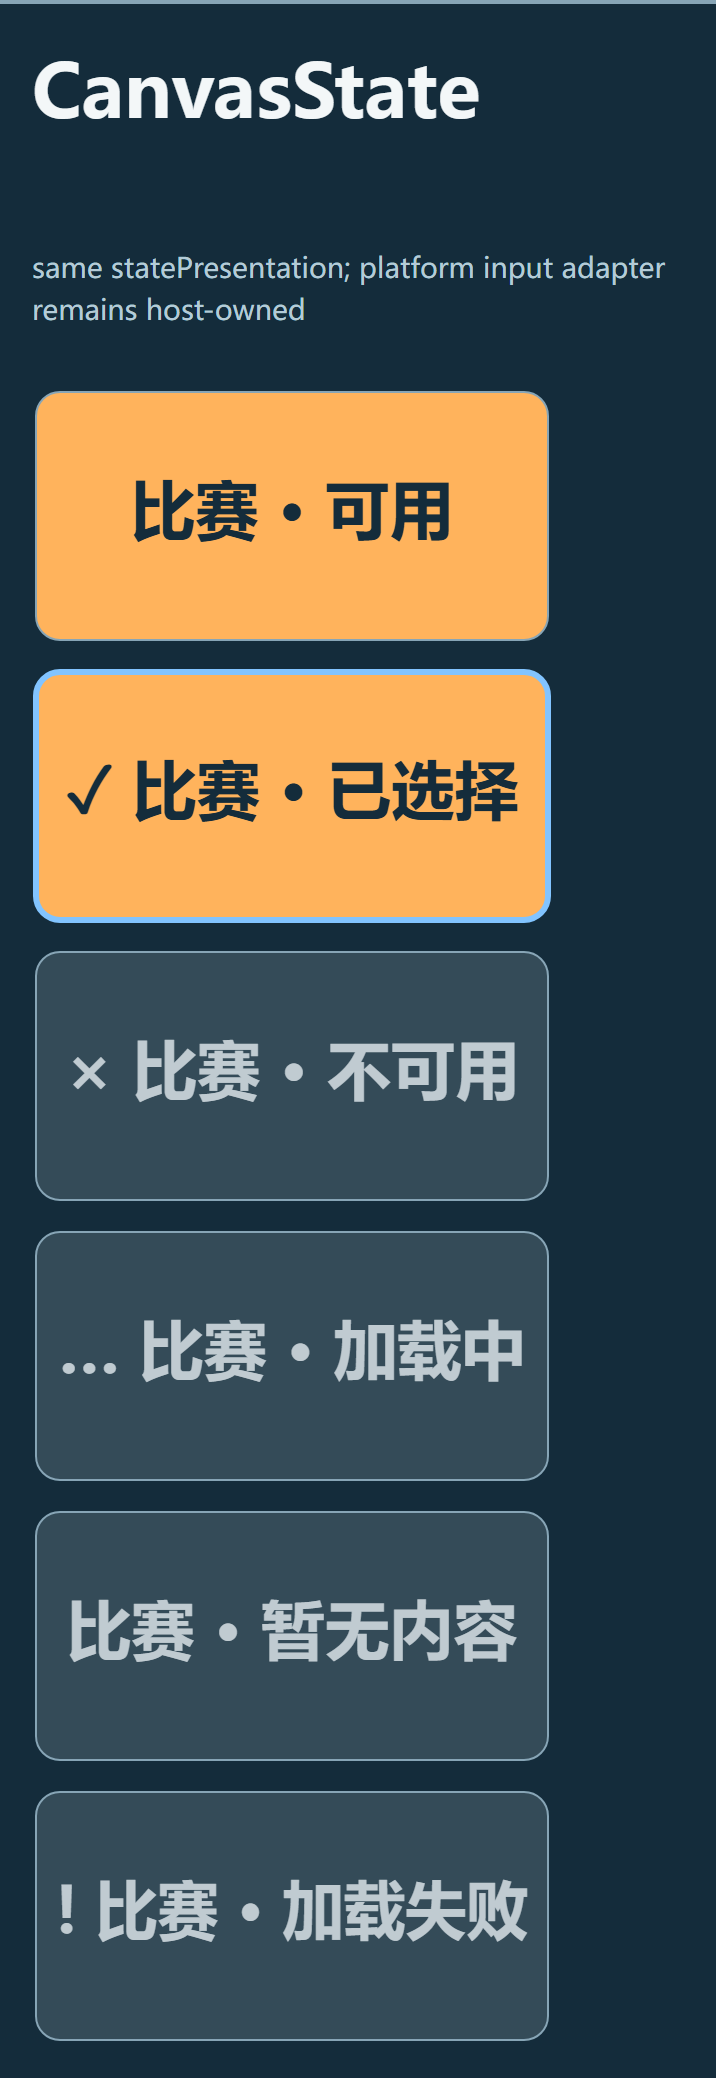 CanvasState
same statePresentation; platform input adapter
remains host-owned
比赛 • 可用
✓ 比赛 • 已选择
× 比赛 • 不可用
... 比赛 • 加载中
比赛 • 暂无内容
! 比赛 • 加载失败